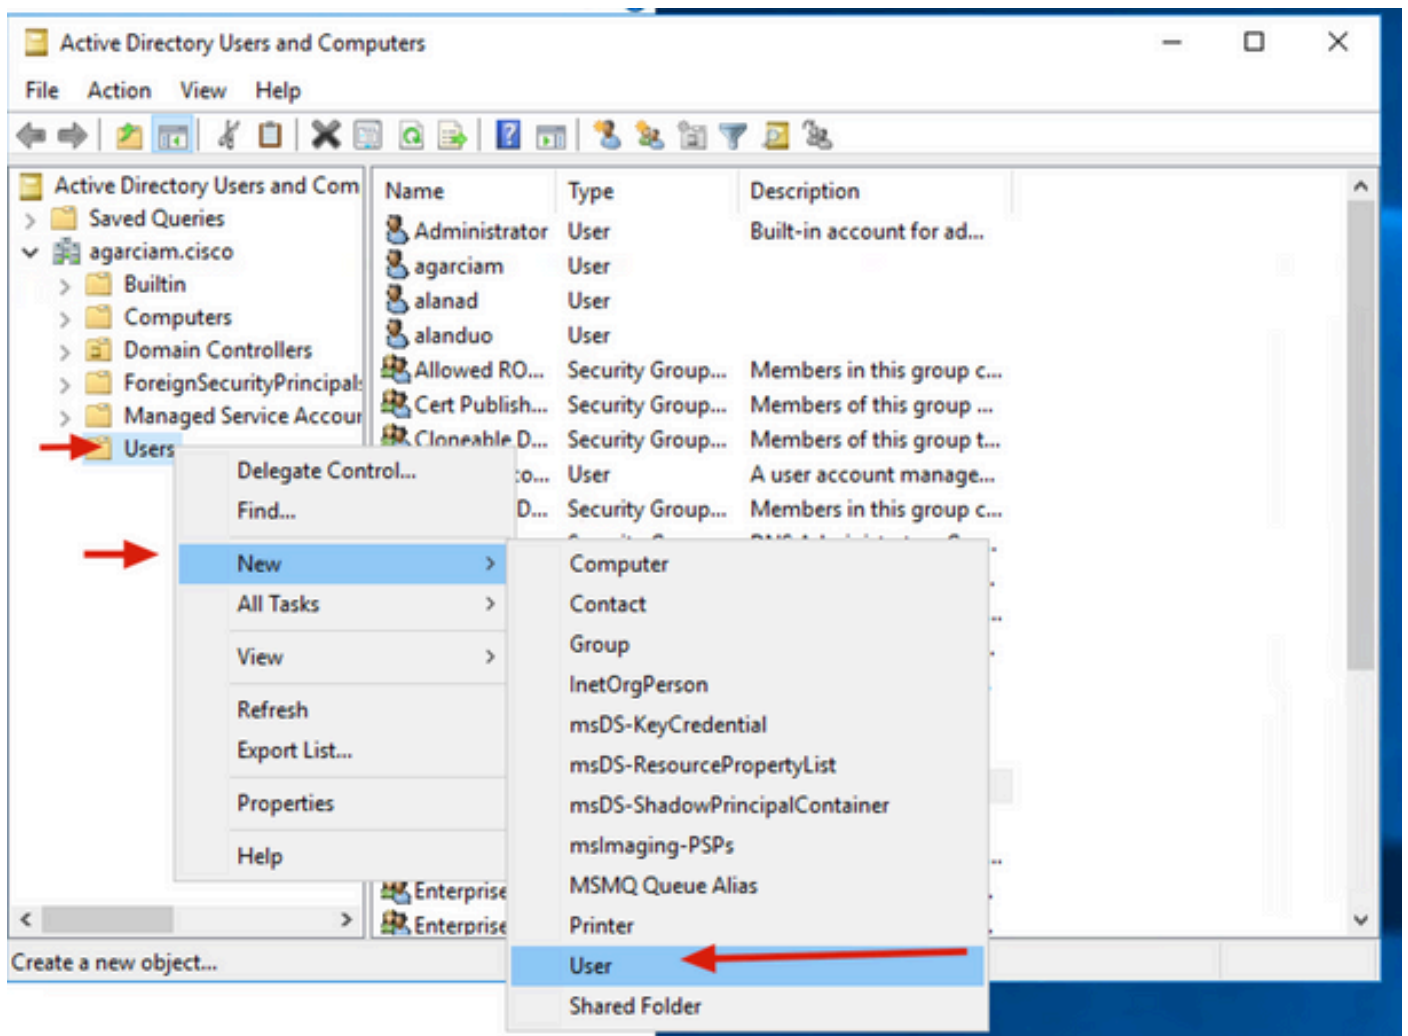 Active Directory Users and Computers
File Action View Help
Active Directory Users and Com
Saved Queries
agarciam.cisco
Builtin
Computers
Domain Controllers
ForeignSecurityPrincipals
Managed Service Accour
Users
Name Type Description
Administrator User Built-in account for ad...
agarciam User
alanad User
alanduo User
Allowed RO... Security Group... Members in this group c...
Cert Publish... Security Group... Members of this group ...
Cloneable D... Security Group... Members of this group t...
:o... User A user account manage...
D... Security Group... Members in this group c...
Enterprise
Enterprise
Delegate Control...
Find...
New
All Tasks
View
Refresh
Export List...
Properties
Help
Computer
Contact
Group
InetOrgPerson
msDS-KeyCredential
msDS-ResourcePropertyList
msDS-ShadowPrincipalContainer
msImaging-PSPs
MSMQ Queue Alias
Printer
User
Shared Folder
Create a new object...